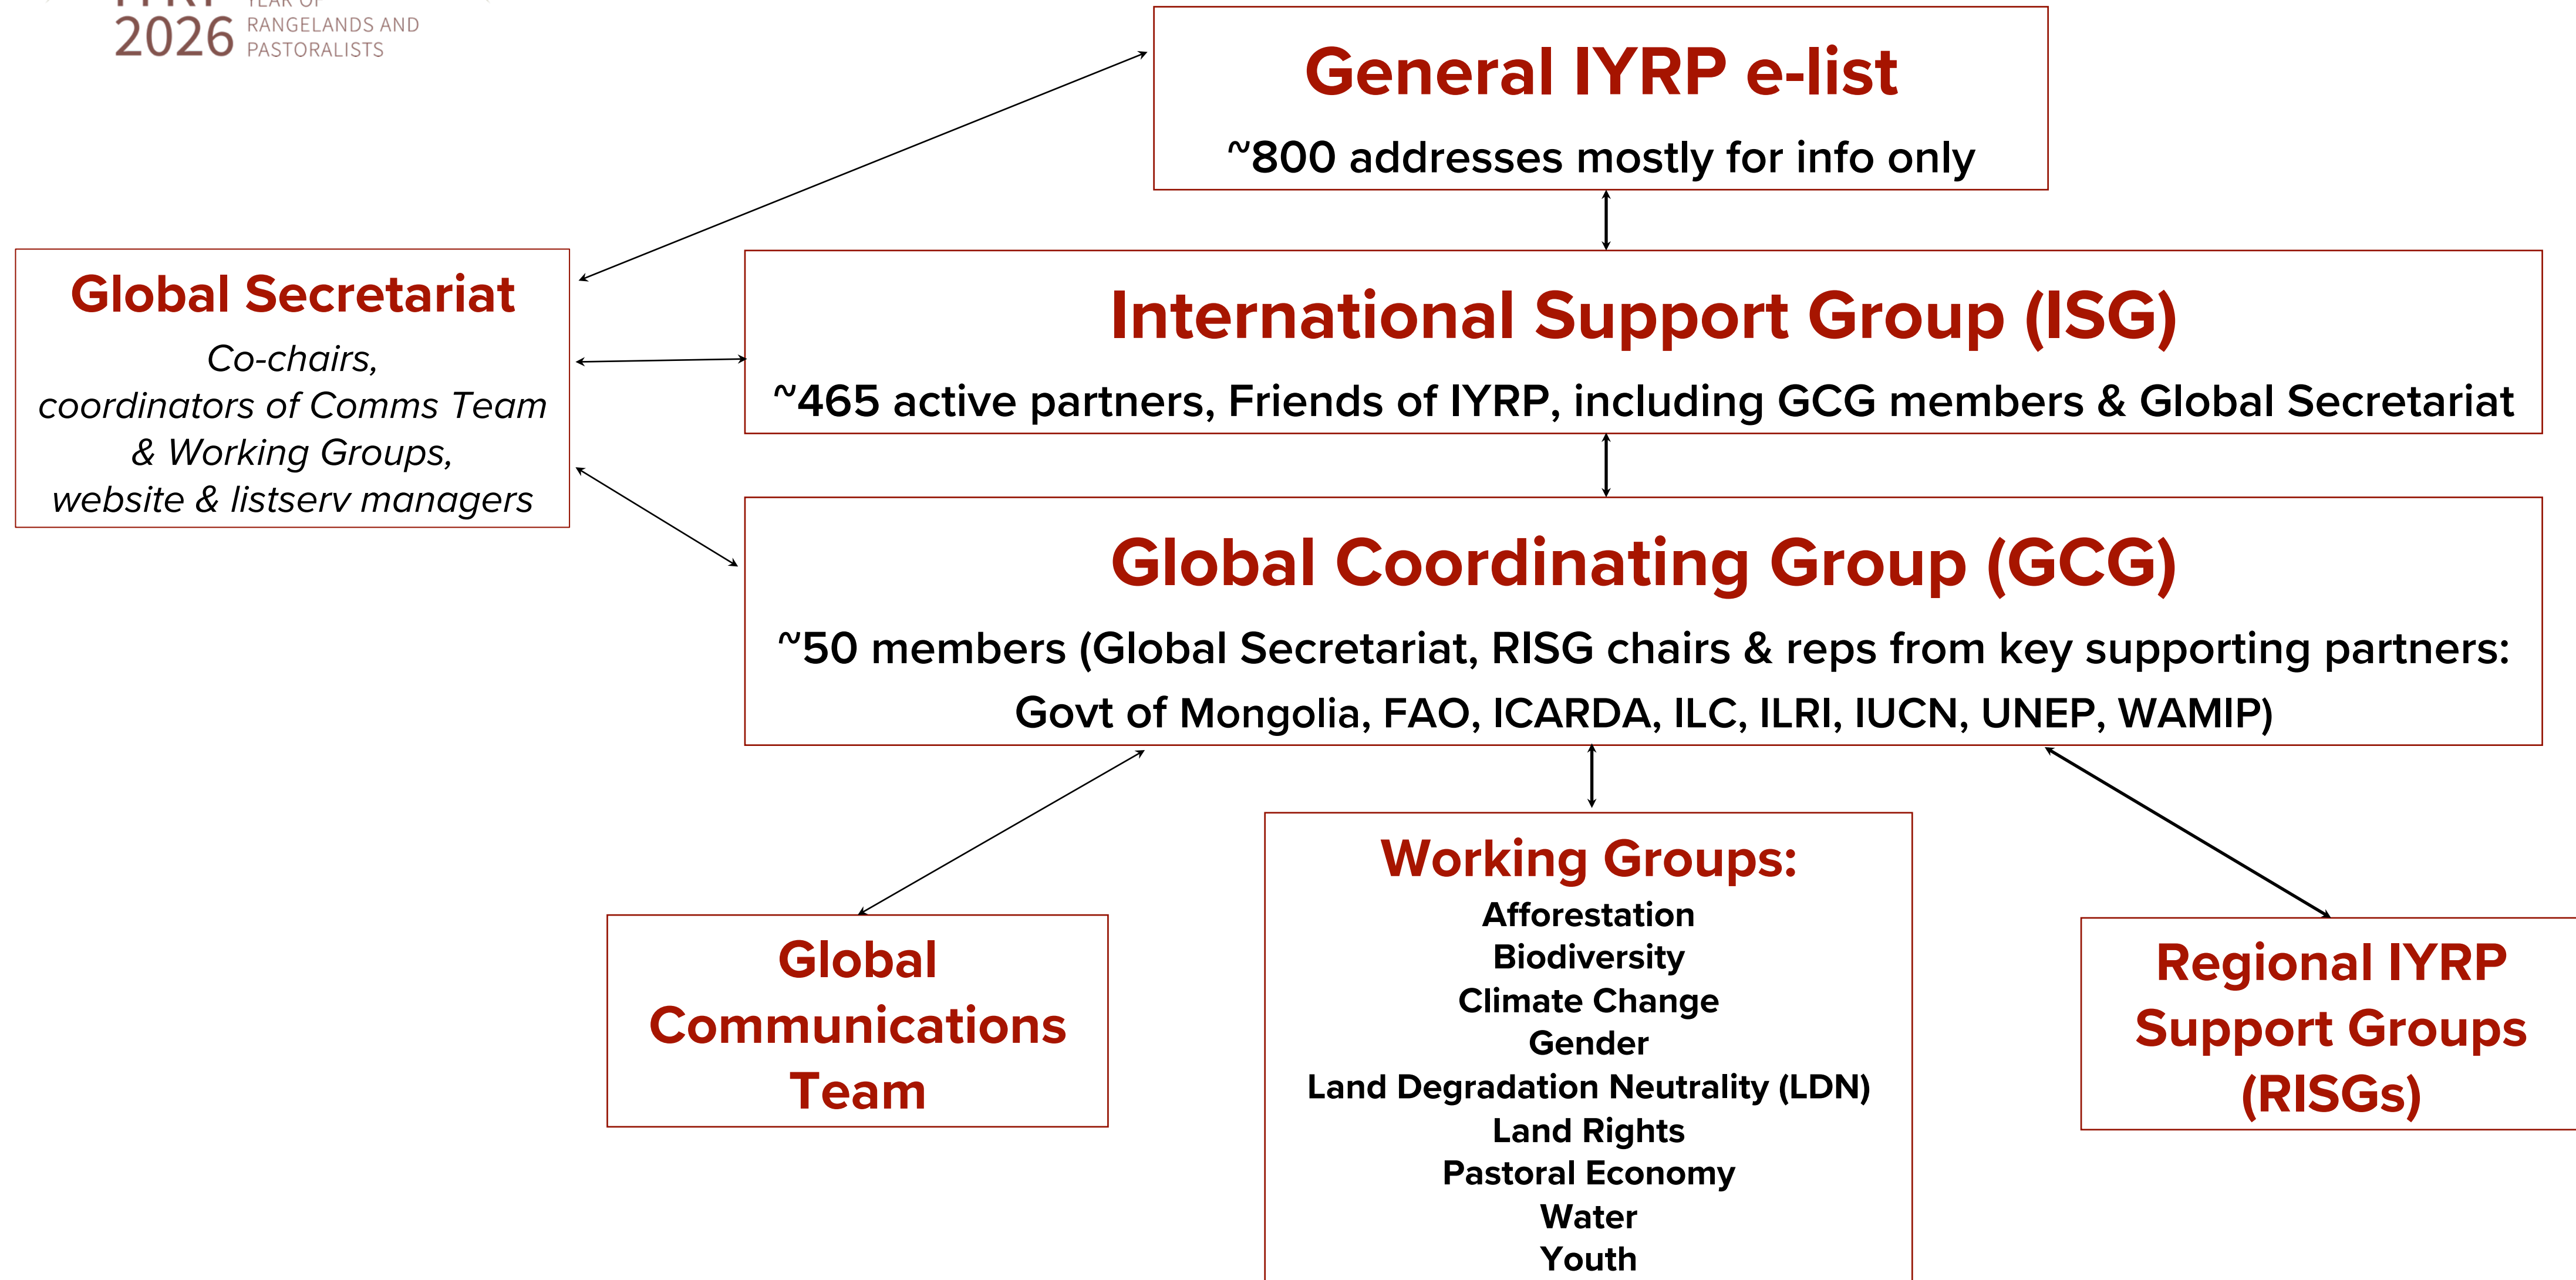 2026
RANGELANDS AND
PASTORALISTS
General IYRP e-list
~800 addresses mostly for info only
Global Secretariat
Co-chairs,
coordinators of Comms Team
& Working Groups,
website & listserv managers
International Support Group (ISG)
~465 active partners, Friends of IYRP, including GCG members & Global Secretariat
Global Coordinating Group (GCG)
~50 members (Global Secretariat, RISG chairs & reps from key supporting partners:
Govt of Mongolia, FAO, ICARDA, ILC, ILRI, IUCN, UNEP, WAMIP)
Global
Communications
Team
Working Groups:
Afforestation
Biodiversity
Climate Change
Gender
Land Degradation Neutrality (LDN)
Land Rights
Pastoral Economy
Water
Youth
Regional IYRP
Support Groups
(RISGs)